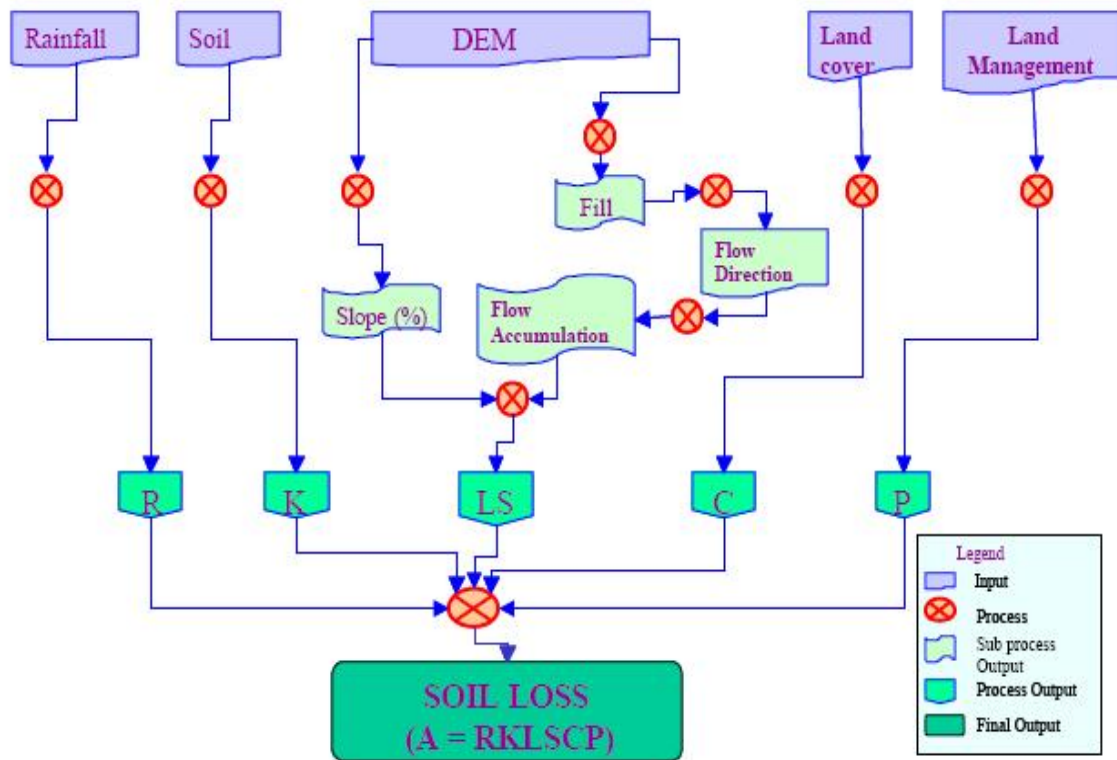 Rainfall
Soil
DEM
Land
cover
Land
Management
Fill
Flow
Direction
Slope (%)
Flow
Accumulation
R
K
LS
C
P
Legend
Input
Process
Sub process
Output
Process Output
Final Output
SOIL LOSS
(A = RKLSCP)